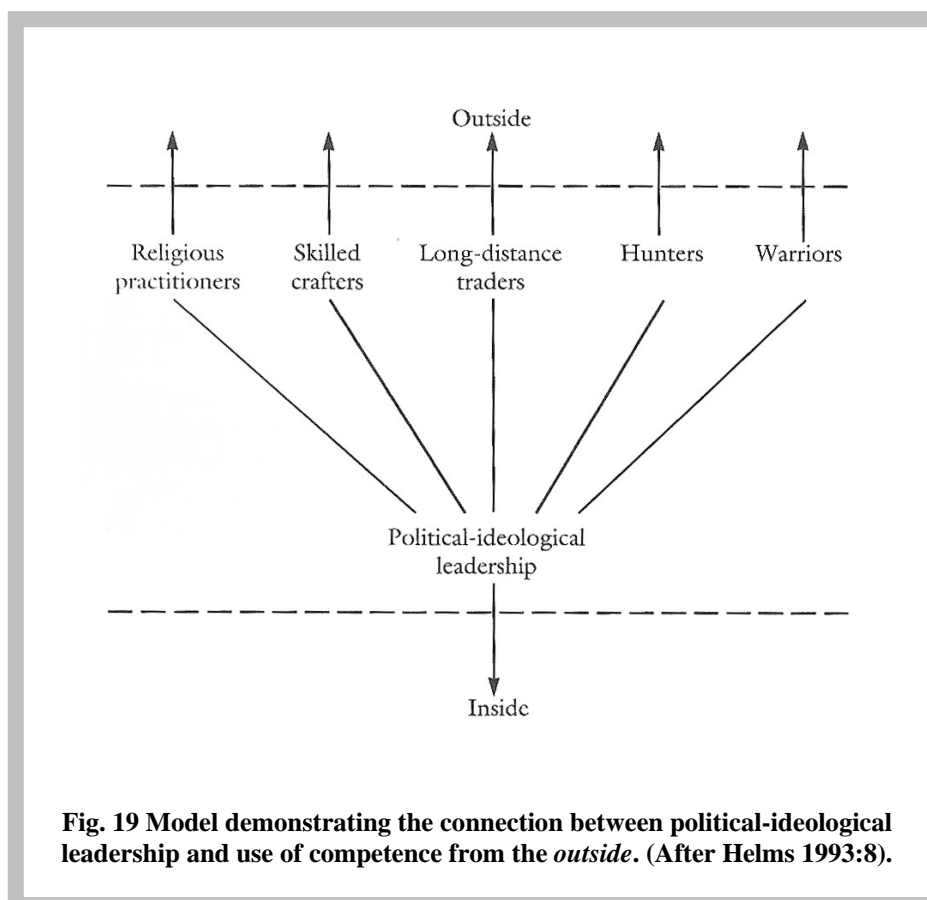 Outside
Religious
practitioners
Skilled
crafters
Long-distance
traders
Hunters
Warriors
Political-ideological
leadership
Inside
Fig. 19 Model demonstrating the connection between political-ideological
leadership and use of competence from the outside. (After Helms 1993:8).